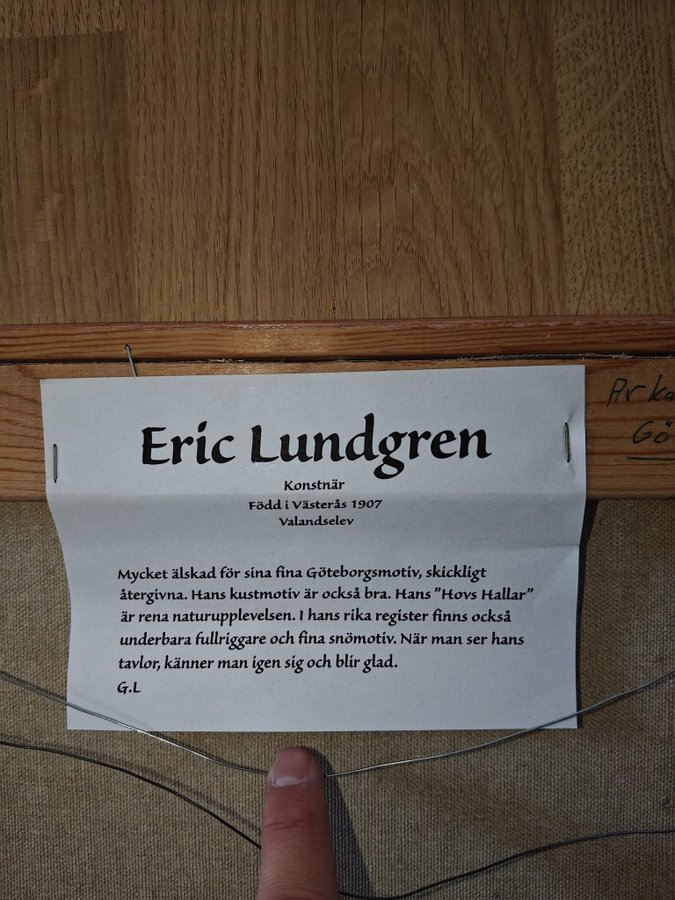 Eric Lundgren
Konstnär
Född i Västerås 1907
Valandselev
Mycket älskad för sina fina Göteborgsmotiv, skickligt
återgivna. Hans kustmotiv är också bra. Hans "Hovs Hallar"
är rena naturupplevelsen. I hans rika register finns också
underbara fullriggare och fina snömotiv. När man ser hans
tavlor, känner man igen sig och blir glad.
G.L